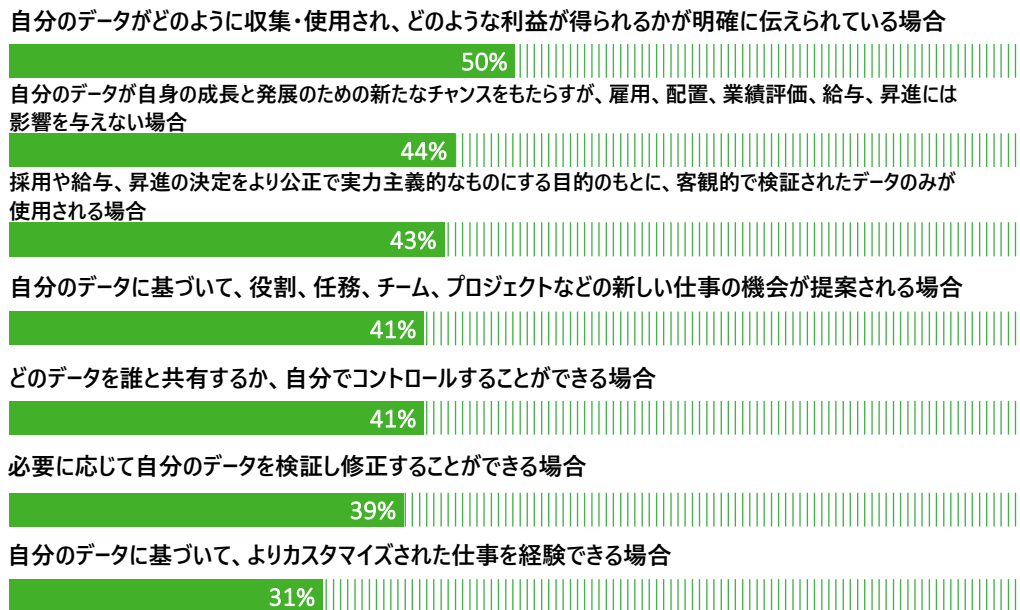 自分のデータがどのように収集・使用され、どのような利益が得られるかが明確に伝えられている場合
50%
自分のデータが自身の成長と発展のための新たなチャンスをもたらすが、雇用、配置、業績評価、給与、昇進には
影響を与えない場合
44%
採用や給与、昇進の決定をより公正で実力主義的なものにする目的のもとに、客観的で検証されたデータのみが
使用される場合
43%
自分のデータに基づいて、役割、任務、チーム、プロジェクトなどの新しい仕事の機会が提案される場合
41%
どのデータを誰と共有するか、自分でコントロールすることができる場合
41%
必要に応じて自分のデータを検証し修正することができる場合
39%
自分のデータに基づいて、よりカスタマイズされた仕事を経験できる場合
31%